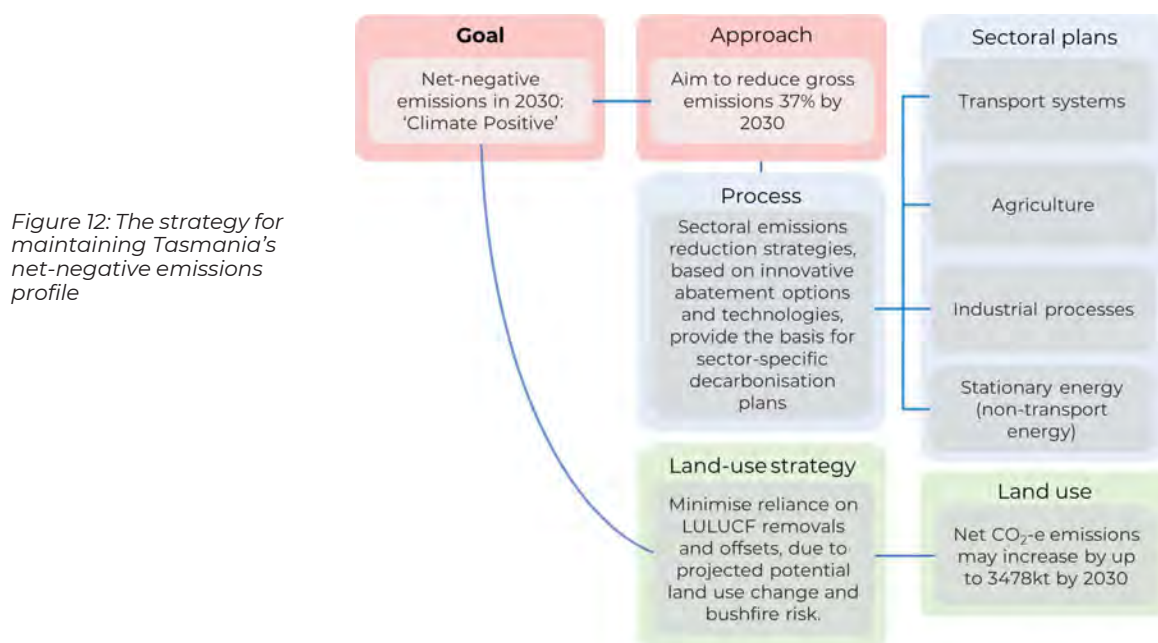 Figure 12: The strategy for
maintaining Tasmania's
net-negative emissions
profile
Goal
Net-negative
emissions in 2030:
'Climate Positive'
Approach
Aim to reduce gross
emissions 37% by
2030
Process
Sectoral emissions
reduction strategies,
based on innovative
abatement options
and technologies,
provide the basis for
sector-specific
decarbonisation
plans
Sectoral plans
Transport systems
Agriculture
Industrial processes
Stationary energy
(non-transport
energy)
Land-use strategy
Minimise reliance on
LULUCF removals
and offsets, due to
projected potential
land use change and
bushfire risk.
Land use
Net CO₂-e emissions
may increase by up
to 3478kt by 2030